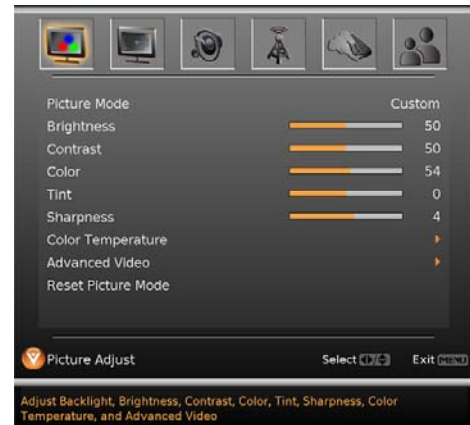 Picture Mode Custom
Brightness 50
Contrast 50
Color 54
Tint 0
Sharpness 4
Color Temperature
Advanced Video
Reset Picture Mode
Picture Adjust Select Exit MENU
Adjust Backlight, Brightness, Contrast, Color, Tint, Sharpness, Color
Temperature, and Advanced Video